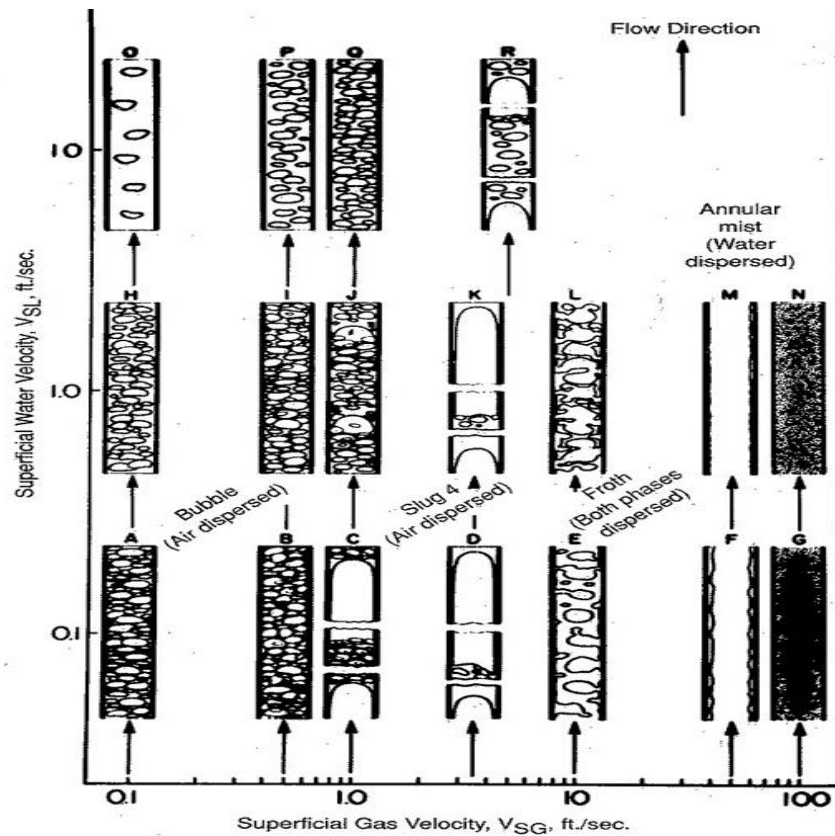 Flow Direction
O P Q R
10
Annular
mist
(Water
dispersed)
H I J K L M N
Superficial Water Velocity, VSL, ft./sec.
1.0
Bubble
(Air dispersed)
Slug 4
(Air dispersed)
Froth
(Both phases
dispersed)
A B C D E F G
0.1
0.1 1.0 10 100
Superficial Gas Velocity, VSG, ft./sec.